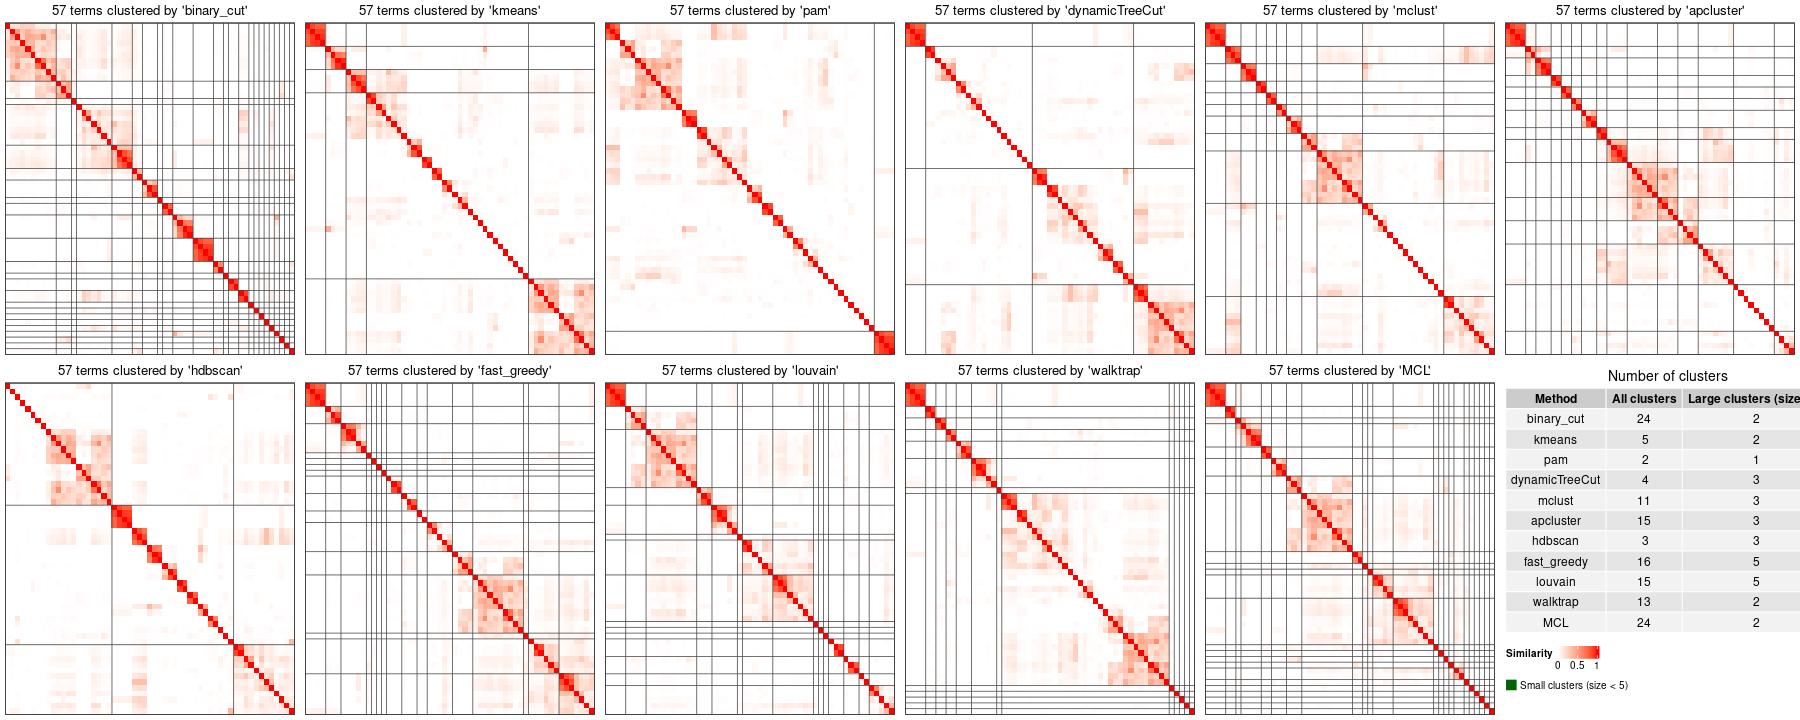 57 terms clustered by 'binary_cut'
57 terms clustered by 'kmeans'
57 terms clustered by 'pam'
57 terms clustered by 'dynamicTreeCut'
57 terms clustered by 'mclust'
57 terms clustered by 'apcluster'
57 terms clustered by 'hdbscan'
57 terms clustered by 'fast_greedy'
57 terms clustered by 'louvain'
57 terms clustered by 'walktrap'
57 terms clustered by 'MCL'
Number of clusters
Method All clusters Large clusters (size
binary_cut 24 2
kmeans 5 2
pam 2 1
dynamicTreeCut 4 3
mclust 11 3
apcluster 15 3
hdbscan 3 3
fast_greedy 16 5
louvain 15 5
walktrap 13 2
MCL 24 2
Similarity
0 0.5 1
Small clusters (size < 5)